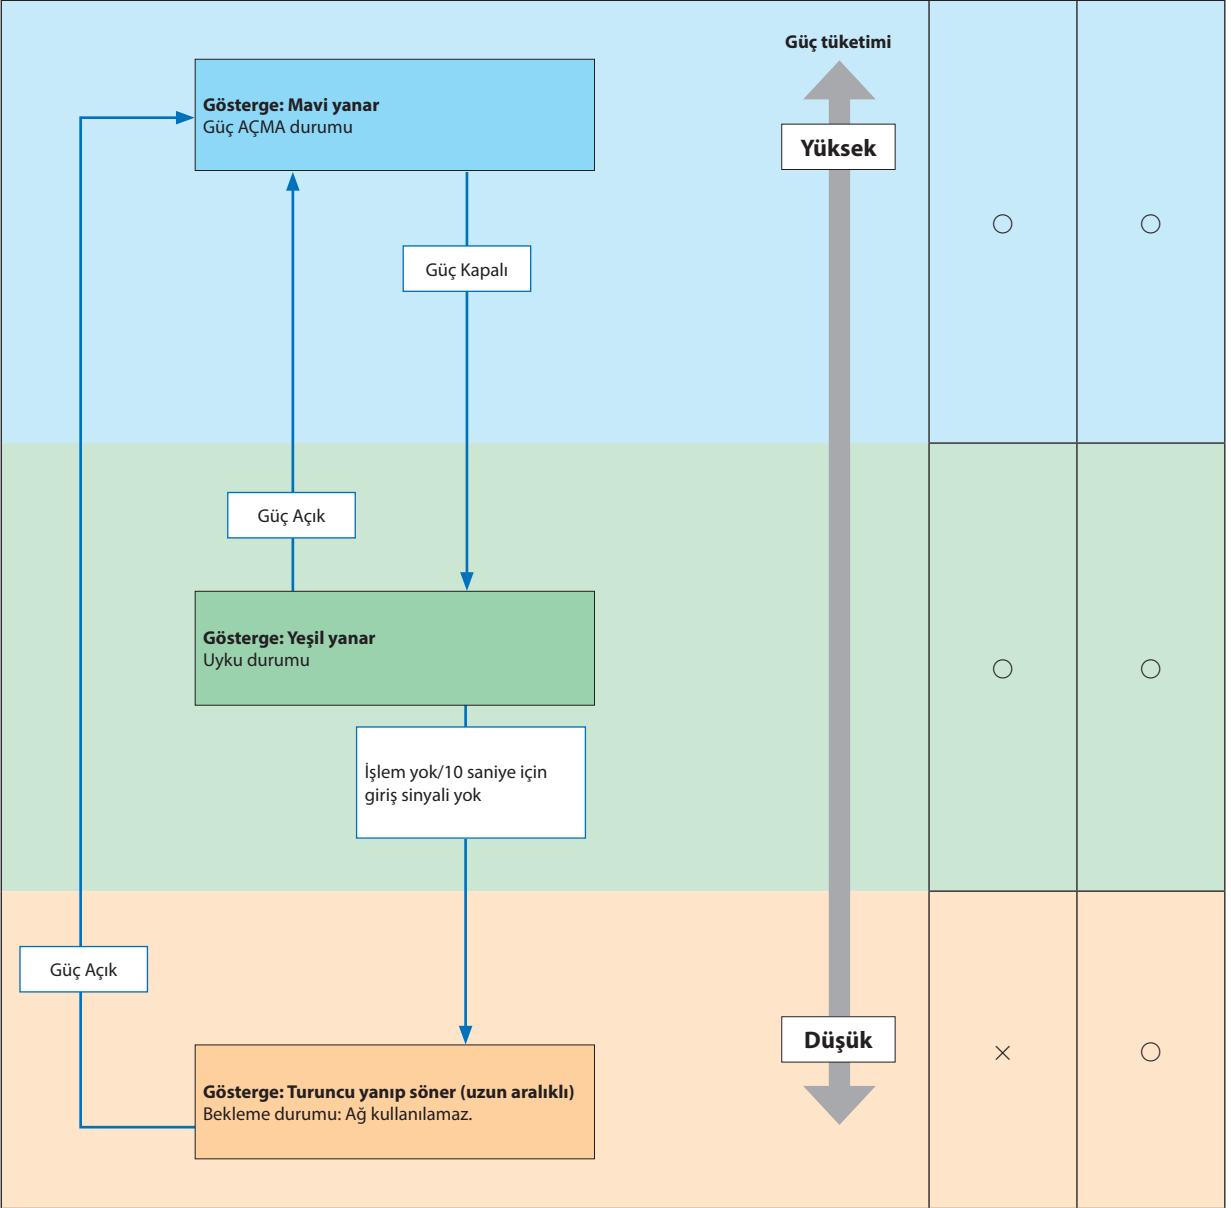 Güç tüketimi
Gösterge: Mavi yanar
Güç AÇMA durumu
Yüksek
Güç Kapalı
Güç Açık
Gösterge: Yeşil yanar
Uyku durumu
İşlem yok/10 saniye için
giriş sinyali yok
Güç Açık
Düşük
Gösterge: Turuncu yanıp söner (uzun aralıklı)
Bekleme durumu: Ağ kullanılamaz.